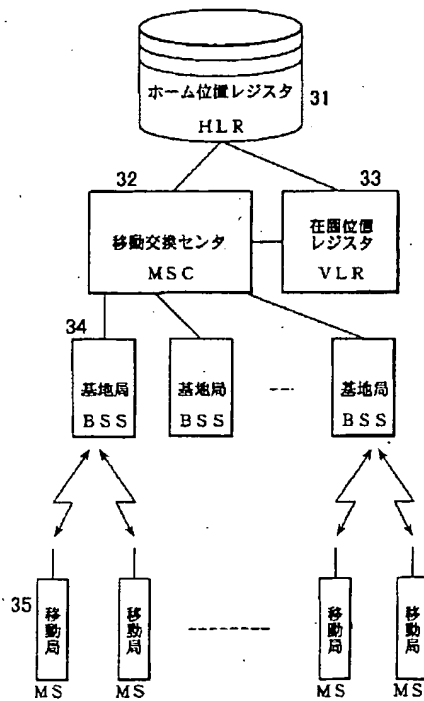 ホーム位置レジスタ
HLR
31
32
移動交換センタ
MSC
33
在圏位置
レジスタ
VLR
34
基地局
BSS
基地局
BSS
基地局
BSS
35
移動局
MS
移動局
MS
移動局
MS
移動局
MS